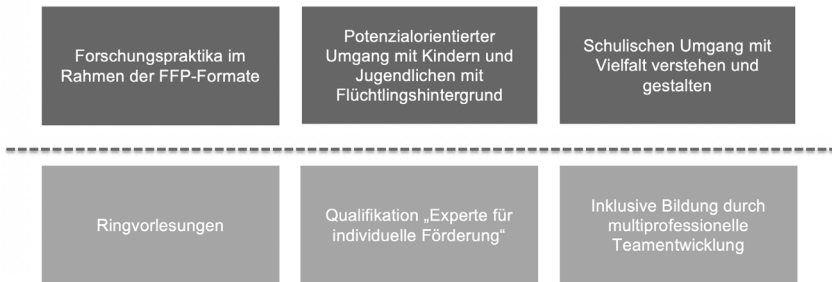 Forschungspraktika im
Rahmen der FFP-Formate
Potenzialorientierter
Umgang mit Kindern und
Jugendlichen mit
Flüchtlingshintergrund
Schulischen Umgang mit
Vielfalt verstehen und
gestalten
Ringvorlesungen
Qualifikation „Experte für
individuelle Förderung“
Inklusive Bildung durch
multiprofessionelle
Teamentwicklung